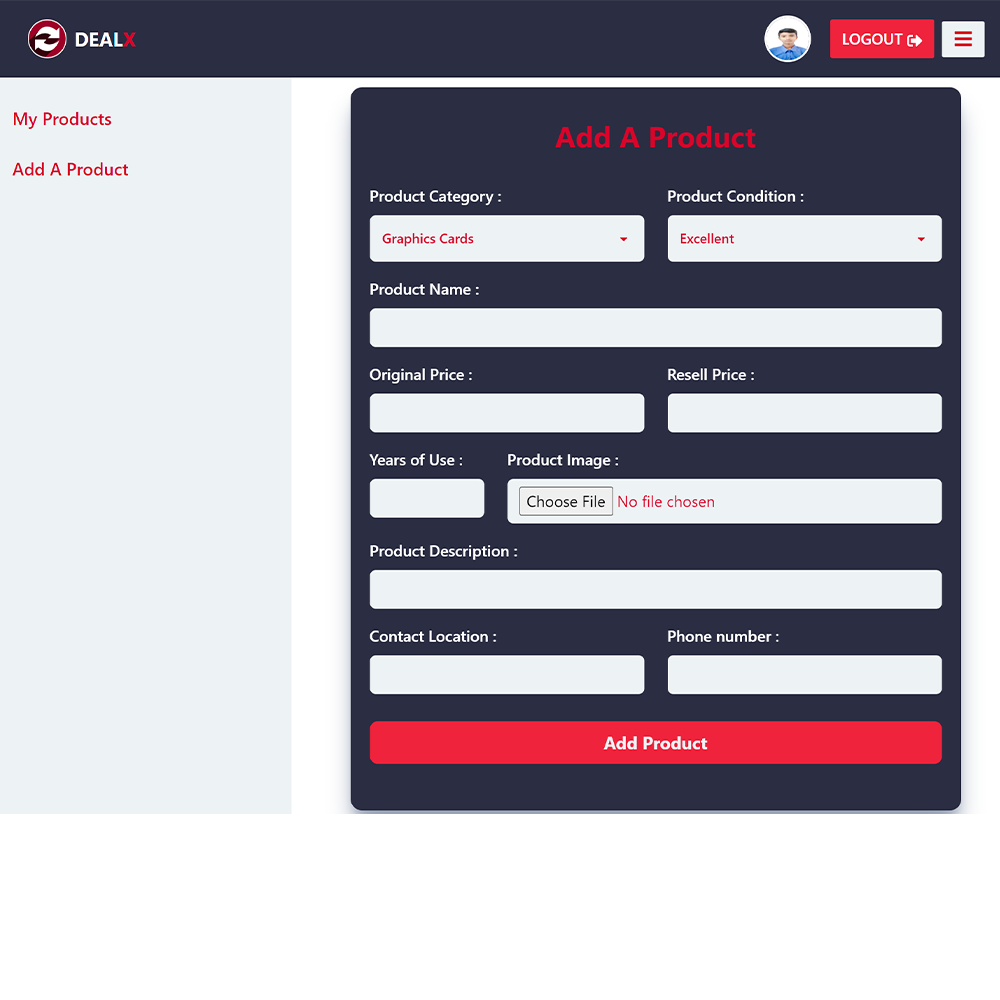 DEALX
LOGOUT
My Products
Add A Product
Add A Product
Product Category :
Product Condition :
Graphics Cards
Excellent
Product Name :
Original Price :
Resell Price :
Years of Use :
Product Image :
Choose File No file chosen
Product Description :
Contact Location :
Phone number :
Add Product